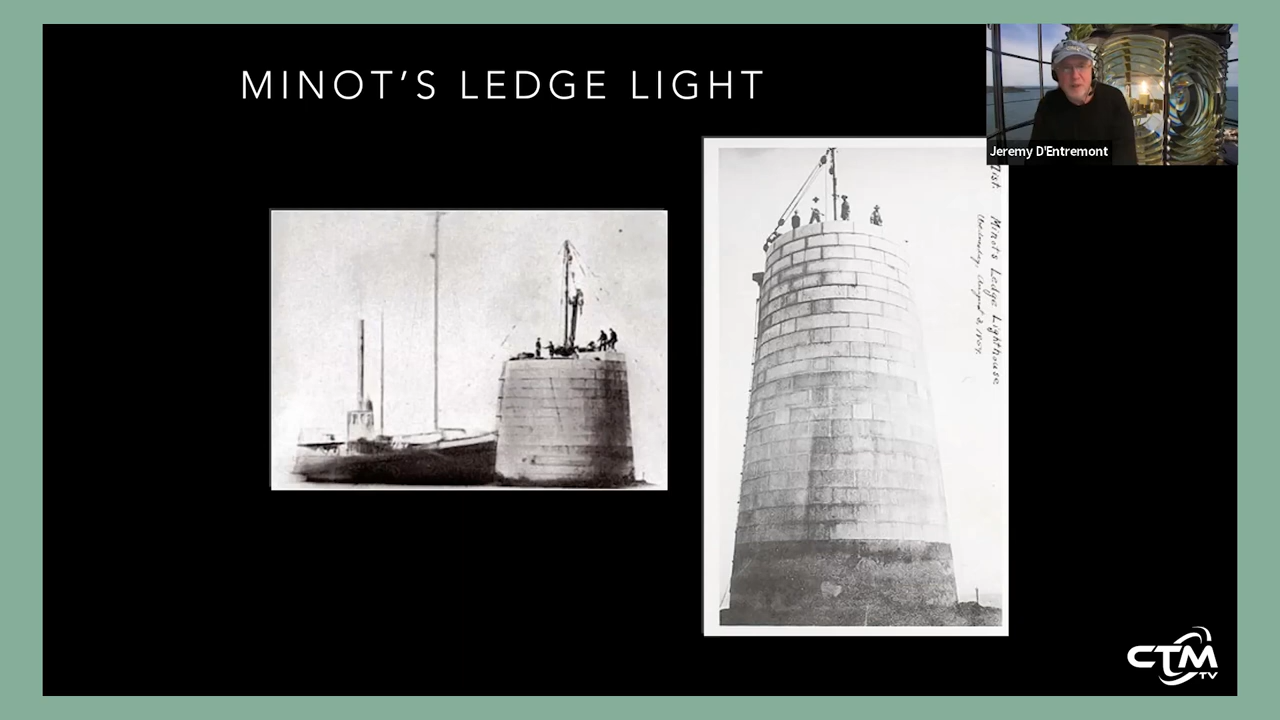 MINOT'S LEDGE LIGHT
Jeremy D'Entremont
Minot's Ledge Lighthouse
CTM
TV